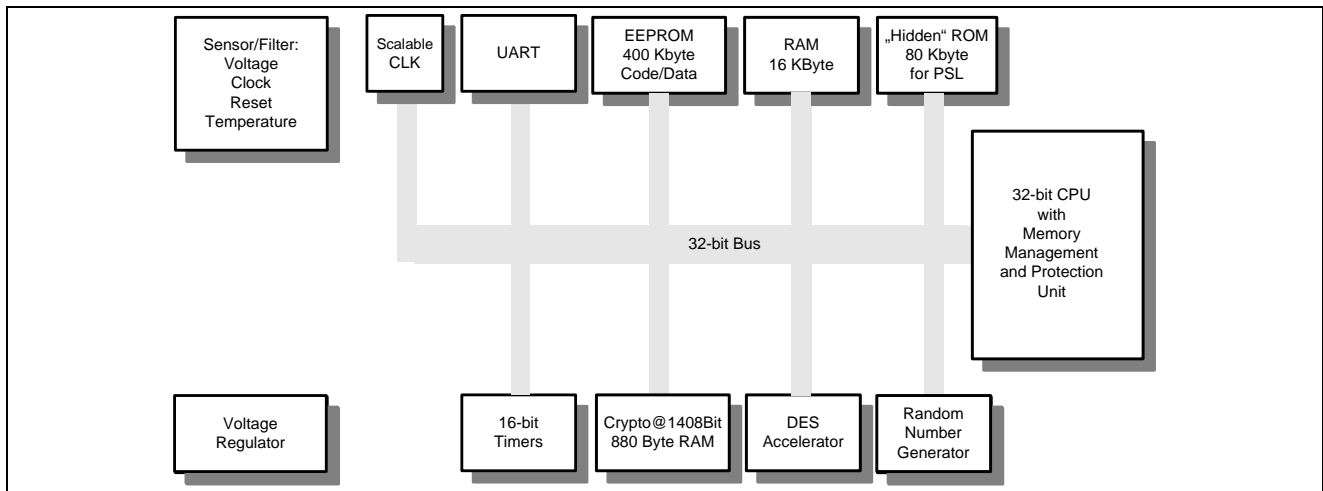 Sensor/Filter:
Voltage
Clock
Reset
Temperature
Scalable
CLK
UART
EEPROM
400 Kbyte
Code/Data
RAM
16 KByte
„Hidden“ ROM
80 Kbyte
for PSL
32-bit CPU
with
Memory
Management
and Protection
Unit
32-bit Bus
Voltage
Regulator
16-bit
Timers
Crypto@1408Bit
880 Byte RAM
DES
Accelerator
Random
Number
Generator